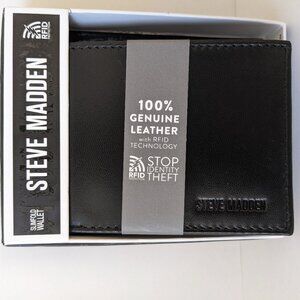 RFID
STEVE MADDEN
SLIMFOLD
WALLET
100%
GENUINE
LEATHER
with RFID
TECHNOLOGY
RFID
STOP
IDENTITY
THEFT
STEVE MADDEN